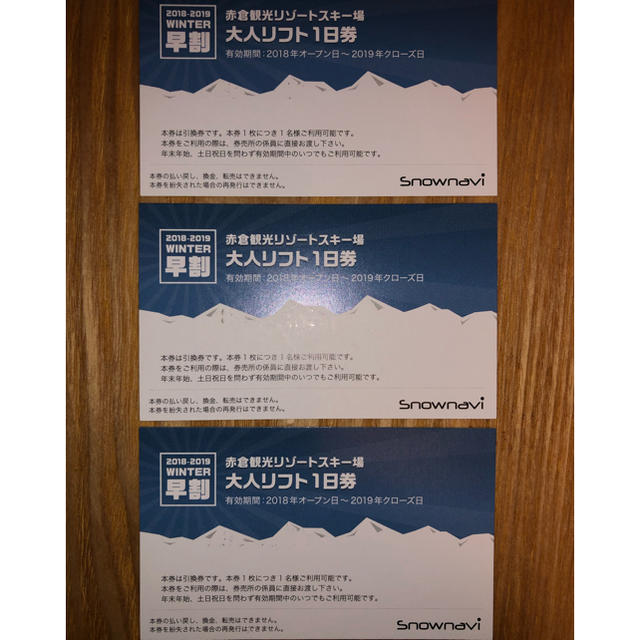 2018-2019
WINTER
早割
赤倉観光リゾートスキー場
大人リフト1日券
有効期間：2018年オープン日〜2019年クローズ日
本券は引換券です。本券1枚につき1名様ご利用可能です。
本券をご利用の際は、券売所の係員に直接お渡し下さい。
年末年始、土日祝日を問わず有効期間中のいつでもご利用可能です。
本券の払い戻し、換金、転売はできません。
本券を紛失された場合の再発行はできません。
Snownavi
2018-2019
WINTER
早割
赤倉観光リゾートスキー場
大人リフト1日券
有効期間：2018年オープン日〜2019年クローズ日
本券は引換券です。本券1枚につき1名様ご利用可能です。
本券をご利用の際は、券売所の係員に直接お渡し下さい。
年末年始、土日祝日を問わず有効期間中のいつでもご利用可能です。
本券の払い戻し、換金、転売はできません。
本券を紛失された場合の再発行はできません。
Snownavi
2018-2019
WINTER
早割
赤倉観光リゾートスキー場
大人リフト1日券
有効期間：2018年オープン日〜2019年クローズ日
本券は引換券です。本券1枚につき1名様ご利用可能です。
本券をご利用の際は、券売所の係員に直接お渡し下さい。
年末年始、土日祝日を問わず有効期間中のいつでもご利用可能です。
本券の払い戻し、換金、転売はできません。
本券を紛失された場合の再発行はできません。
Snownavi